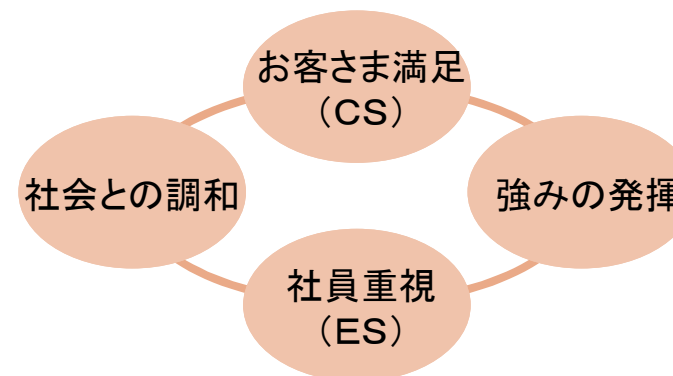 お客さま満足
（CS）
社会との調和
強みの発揮
社員重視
（ES）